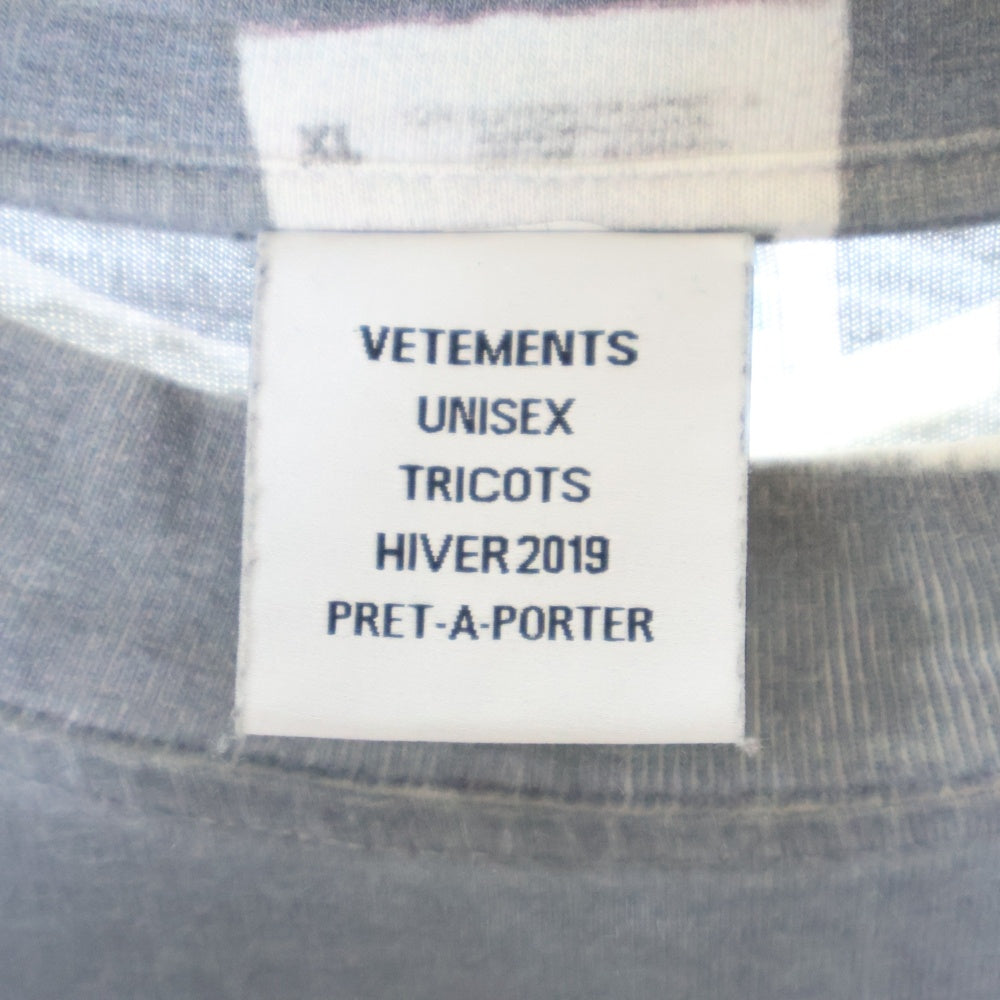 XL
VETEMENTS
UNISEX
TRICOTS
HIVER 2019
PRET-A-PORTER